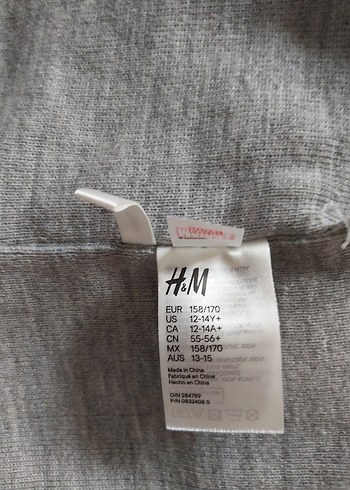 H&M
EUR 158/170
US 12-14Y+
CA 12-14A+
CN 55-56+
MX 158/170
AUS 13-15
Made in China
Fabriqué en Chine
Hecho en China
O/N 284789